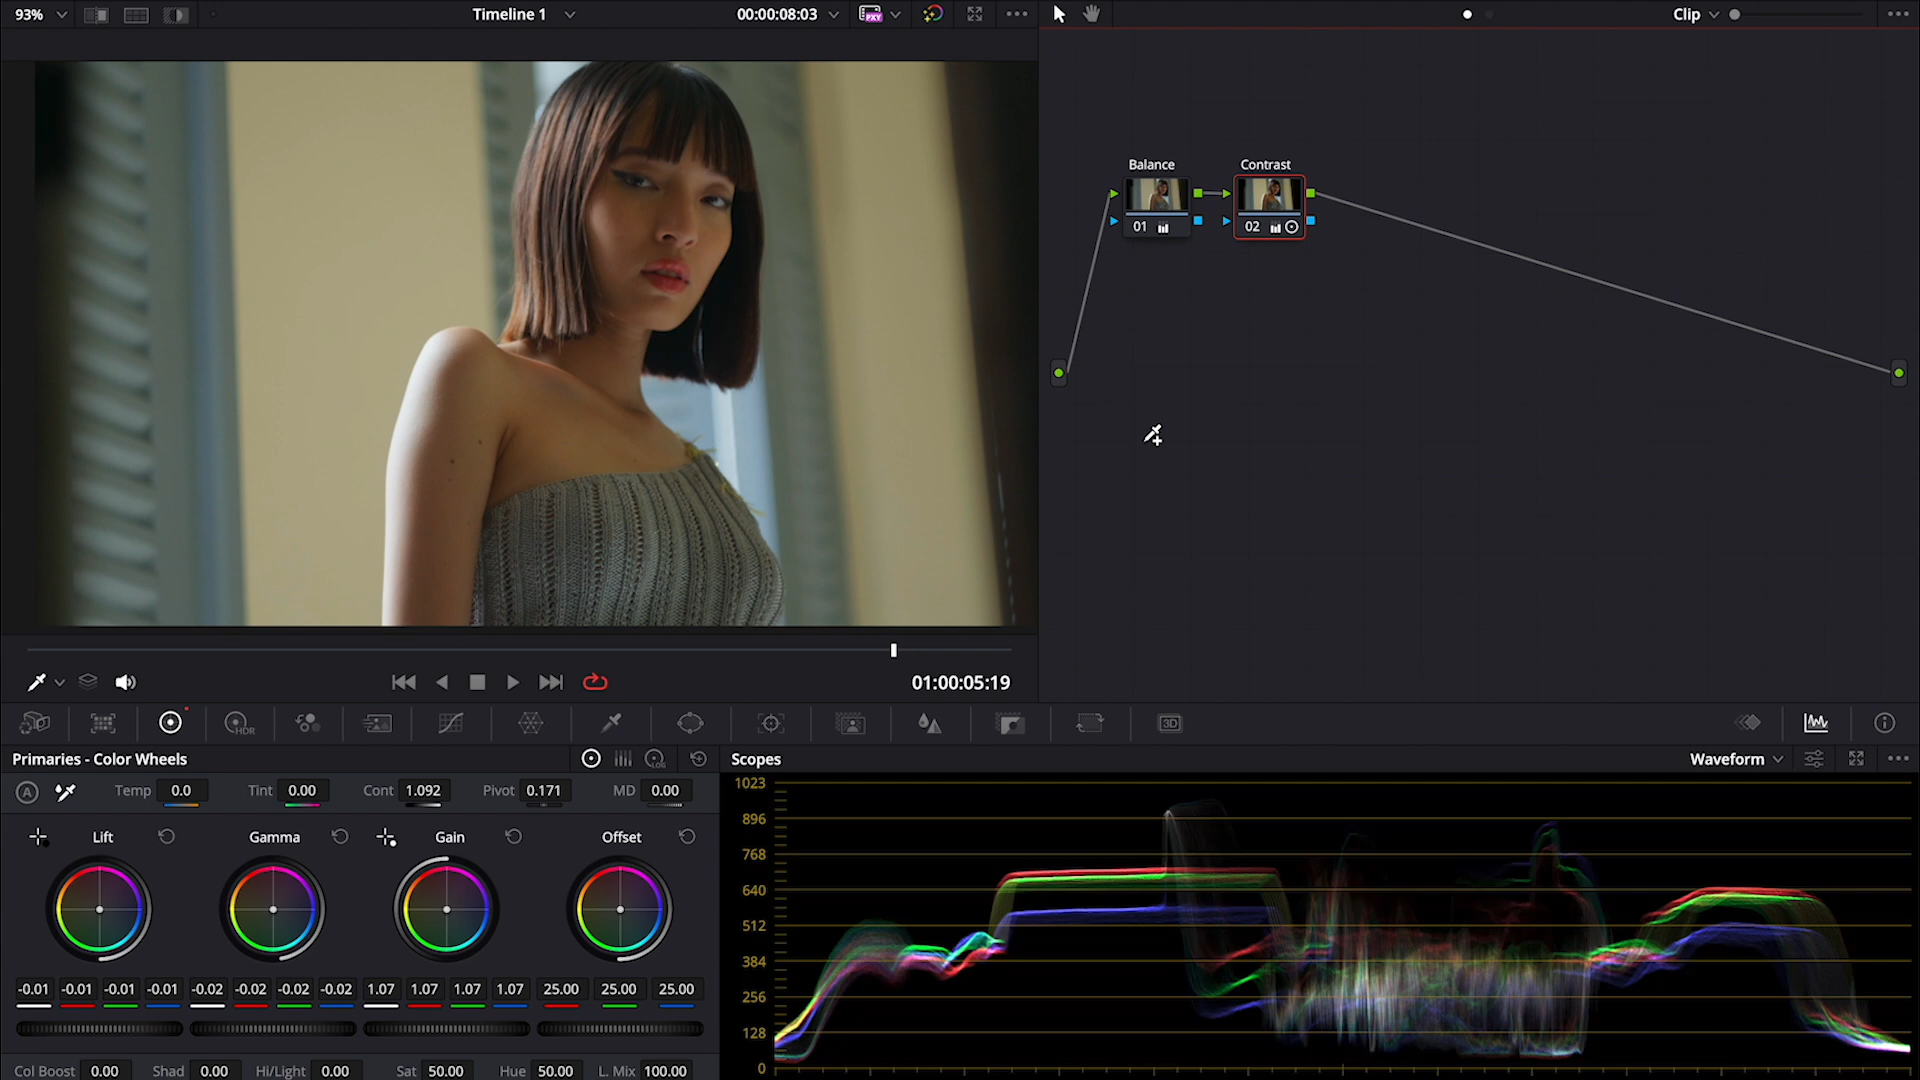 93%
Timeline 1
00:00:08:03
PXY
Clip
Balance
Contrast
01
02
01:00:05:19
HDR
3D
Primaries - Color Wheels
LOG
Scopes
Waveform
A
Temp 0.0 Tint 0.00 Cont 1.092 Pivot 0.171 MD 0.00
Lift Gamma Gain Offset
-0.01 -0.01 -0.01 -0.01 -0.02 -0.02 -0.02 -0.02 1.07 1.07 1.07 1.07 25.00 25.00 25.00
Col Boost 0.00 Shad 0.00 Hi/Light 0.00 Sat 50.00 Hue 50.00 L. Mix 100.00
1023
896
768
640
512
384
256
128
0